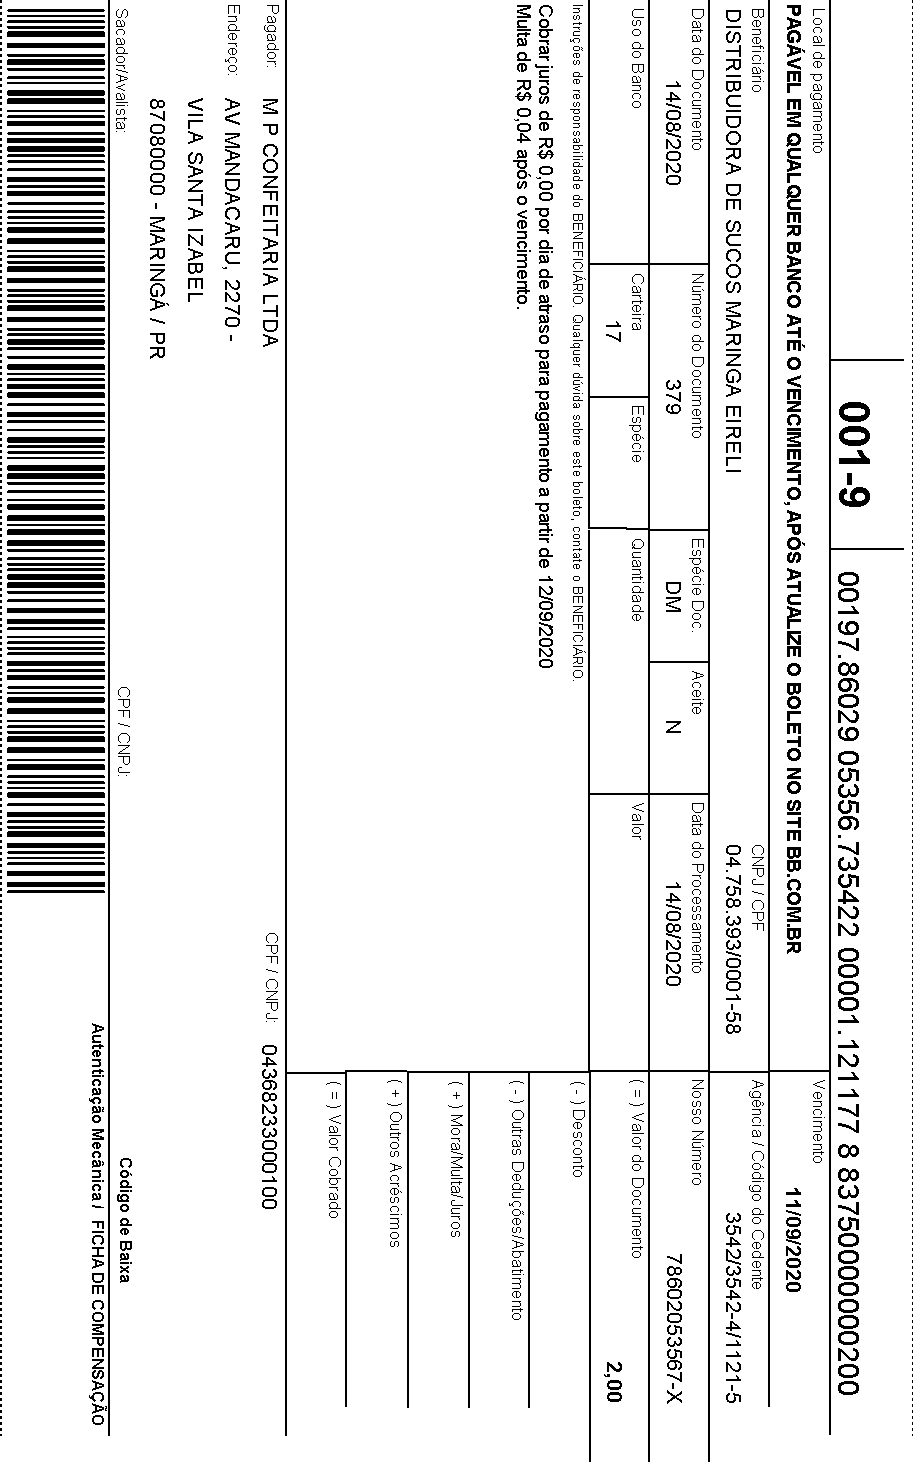 001-9 00197.86029 05356.735422 00001.121177 8 83750000000200
Local de pagamento
PAGÁVEL EM QUALQUER BANCO ATÉ O VENCIMENTO, APÓS ATUALIZE O BOLETO NO SITE BB.COM.BR
Vencimento
11/09/2020
Beneficiário
DISTRIBUIDORA DE SUCOS MARINGA EIRELI
CNPJ / CPF
04.758.393/0001-58
Agência / Código do Cedente
3542/3542-4/1121-5
Data do Documento
14/08/2020
Número do Documento
379
Espécie Doc.
DM
Aceite
N
Data do Processamento
14/08/2020
Nosso Número
78602053567-X
Uso do Banco
Carteira
17
Espécie
Quantidade
Valor
( = ) Valor do Documento
2,00
Instruções de responsabilidade do BENEFICIÁRIO. Qualquer dúvida sobre este boleto, contate o BENEFICIÁRIO.
Cobrar juros de R$ 0,00 por dia de atraso para pagamento a partir de 12/09/2020
Multa de R$ 0,04 após o vencimento.
( - ) Desconto
( - ) Outras Deduções/Abatimento
( + ) Mora/Multa/Juros
( + ) Outros Acréscimos
( = ) Valor Cobrado
Pagador: M P CONFEITARIA LTDA
CPF / CNPJ: 04368233000100
Endereço: AV MANDACARU, 2270 -
VILA SANTA IZABEL
87080000 - MARINGÁ / PR
Sacador/Avalista:
CPF / CNPJ:
Código de Baixa
Autenticação Mecânica / FICHA DE COMPENSAÇÃO